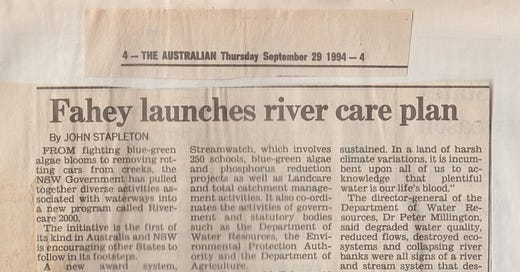 4 — THE AUSTRALIAN Thursday September 29 1994 — 4
Fahey launches river care plan
By JOHN STAPLETON
FROM fighting blue-green
algae blooms to removing rot-
ting cars from creeks, the
NSW Government has pulled
together diverse activities as-
sociated with waterways into
a new program called River-
care 2000.
The initiative is the first of
its kind in Australia and NSW
is encouraging other States to
follow in its footsteps.
A new award system,
Streamwatch, which involves
250 schools, blue-green algae
and phosphorus reduction
projects as well as Landcare
and total catchment manage-
ment activities. It also co-ordi-
nates the activities of govern-
ment and statutory bodies
such as the Department of
Water Resources, the Envi-
ronmental Protection Auth-
ority and the Department of
Agriculture.
sustained. In a land of harsh
climate variations, it is incum-
bent upon all of us to ac-
knowledge that plentiful
water is our life's blood."
The director-general of the
Department of Water Re-
sources, Dr Peter Millington,
said degraded water quality,
reduced flows, destroyed eco-
systems and collapsing river
banks were all signs of a river
and stream system that des-